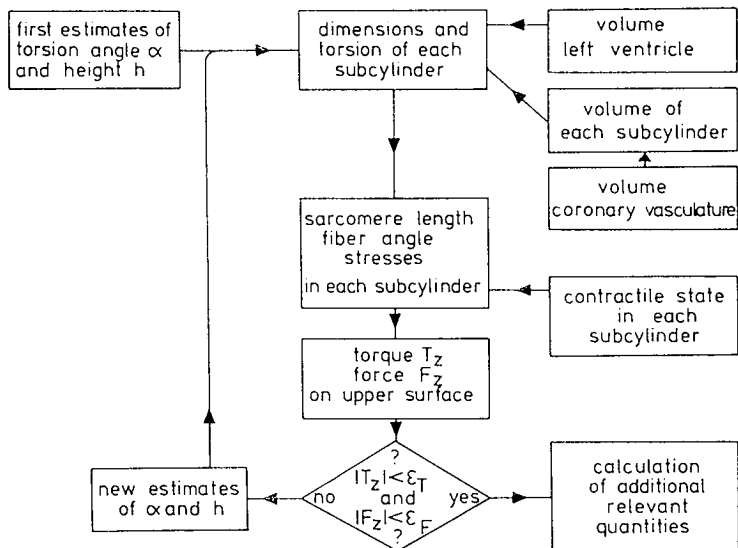 first estimates of
torsion angle α
and height h
dimensions and
torsion of each
subcylinder
volume
left ventricle
volume of
each subcylinder
volume
coronary vasculature
sarcomere length
fiber angle
stresses
in each subcylinder
contractile state
in each
subcylinder
torque Tz
force Fz
on upper surface
?
|Tz|<εT
and
|Fz|<εF
?
no
yes
new estimates
of α and h
calculation
of additional
relevant
quantities